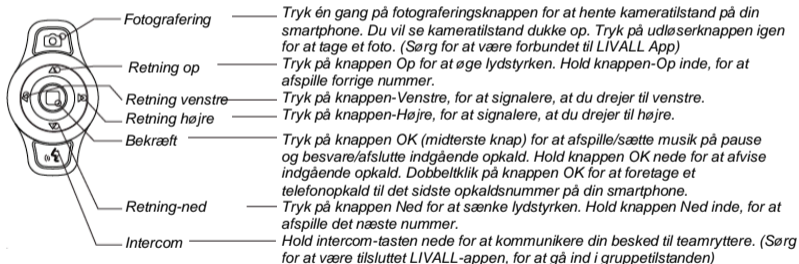 Fotografering
Tryk én gang på fotograferingsknappen for at hente kameratilstand på din
smartphone. Du vil se kameratilstand dukke op. Tryk på udløserknappen igen
for at tage et foto. (Sørg for at være forbundet til LIVALL App)
Retning op
Tryk på knappen Op for at øge lydstyrken. Hold knappen-Op inde, for at
afspille forrige nummer.
Retning venstre
Tryk på knappen-Venstre, for at signalere, at du drejer til venstre.
Retning højre
Tryk på knappen-Højre, for at signalere, at du drejer til højre.
Bekræft
Tryk på knappen OK (midterste knap) for at afspille/sætte musik på pause
og besvare/afslutte indgående opkald. Hold knappen OK nede for at afvise
indgående opkald. Dobbeltklik på knappen OK for at foretage et
telefonopkald til det sidste opkaldsnummer på din smartphone.
Retning-ned
Tryk på knappen Ned for at sænke lydstyrken. Hold knappen Ned inde, for at
afspille det næste nummer.
Intercom
Hold intercom-tasten nede for at kommunikere din besked til teamryttere. (Sørg
for at være tilsluttet LIVALL-appen, for at gå ind i gruppetilstanden)